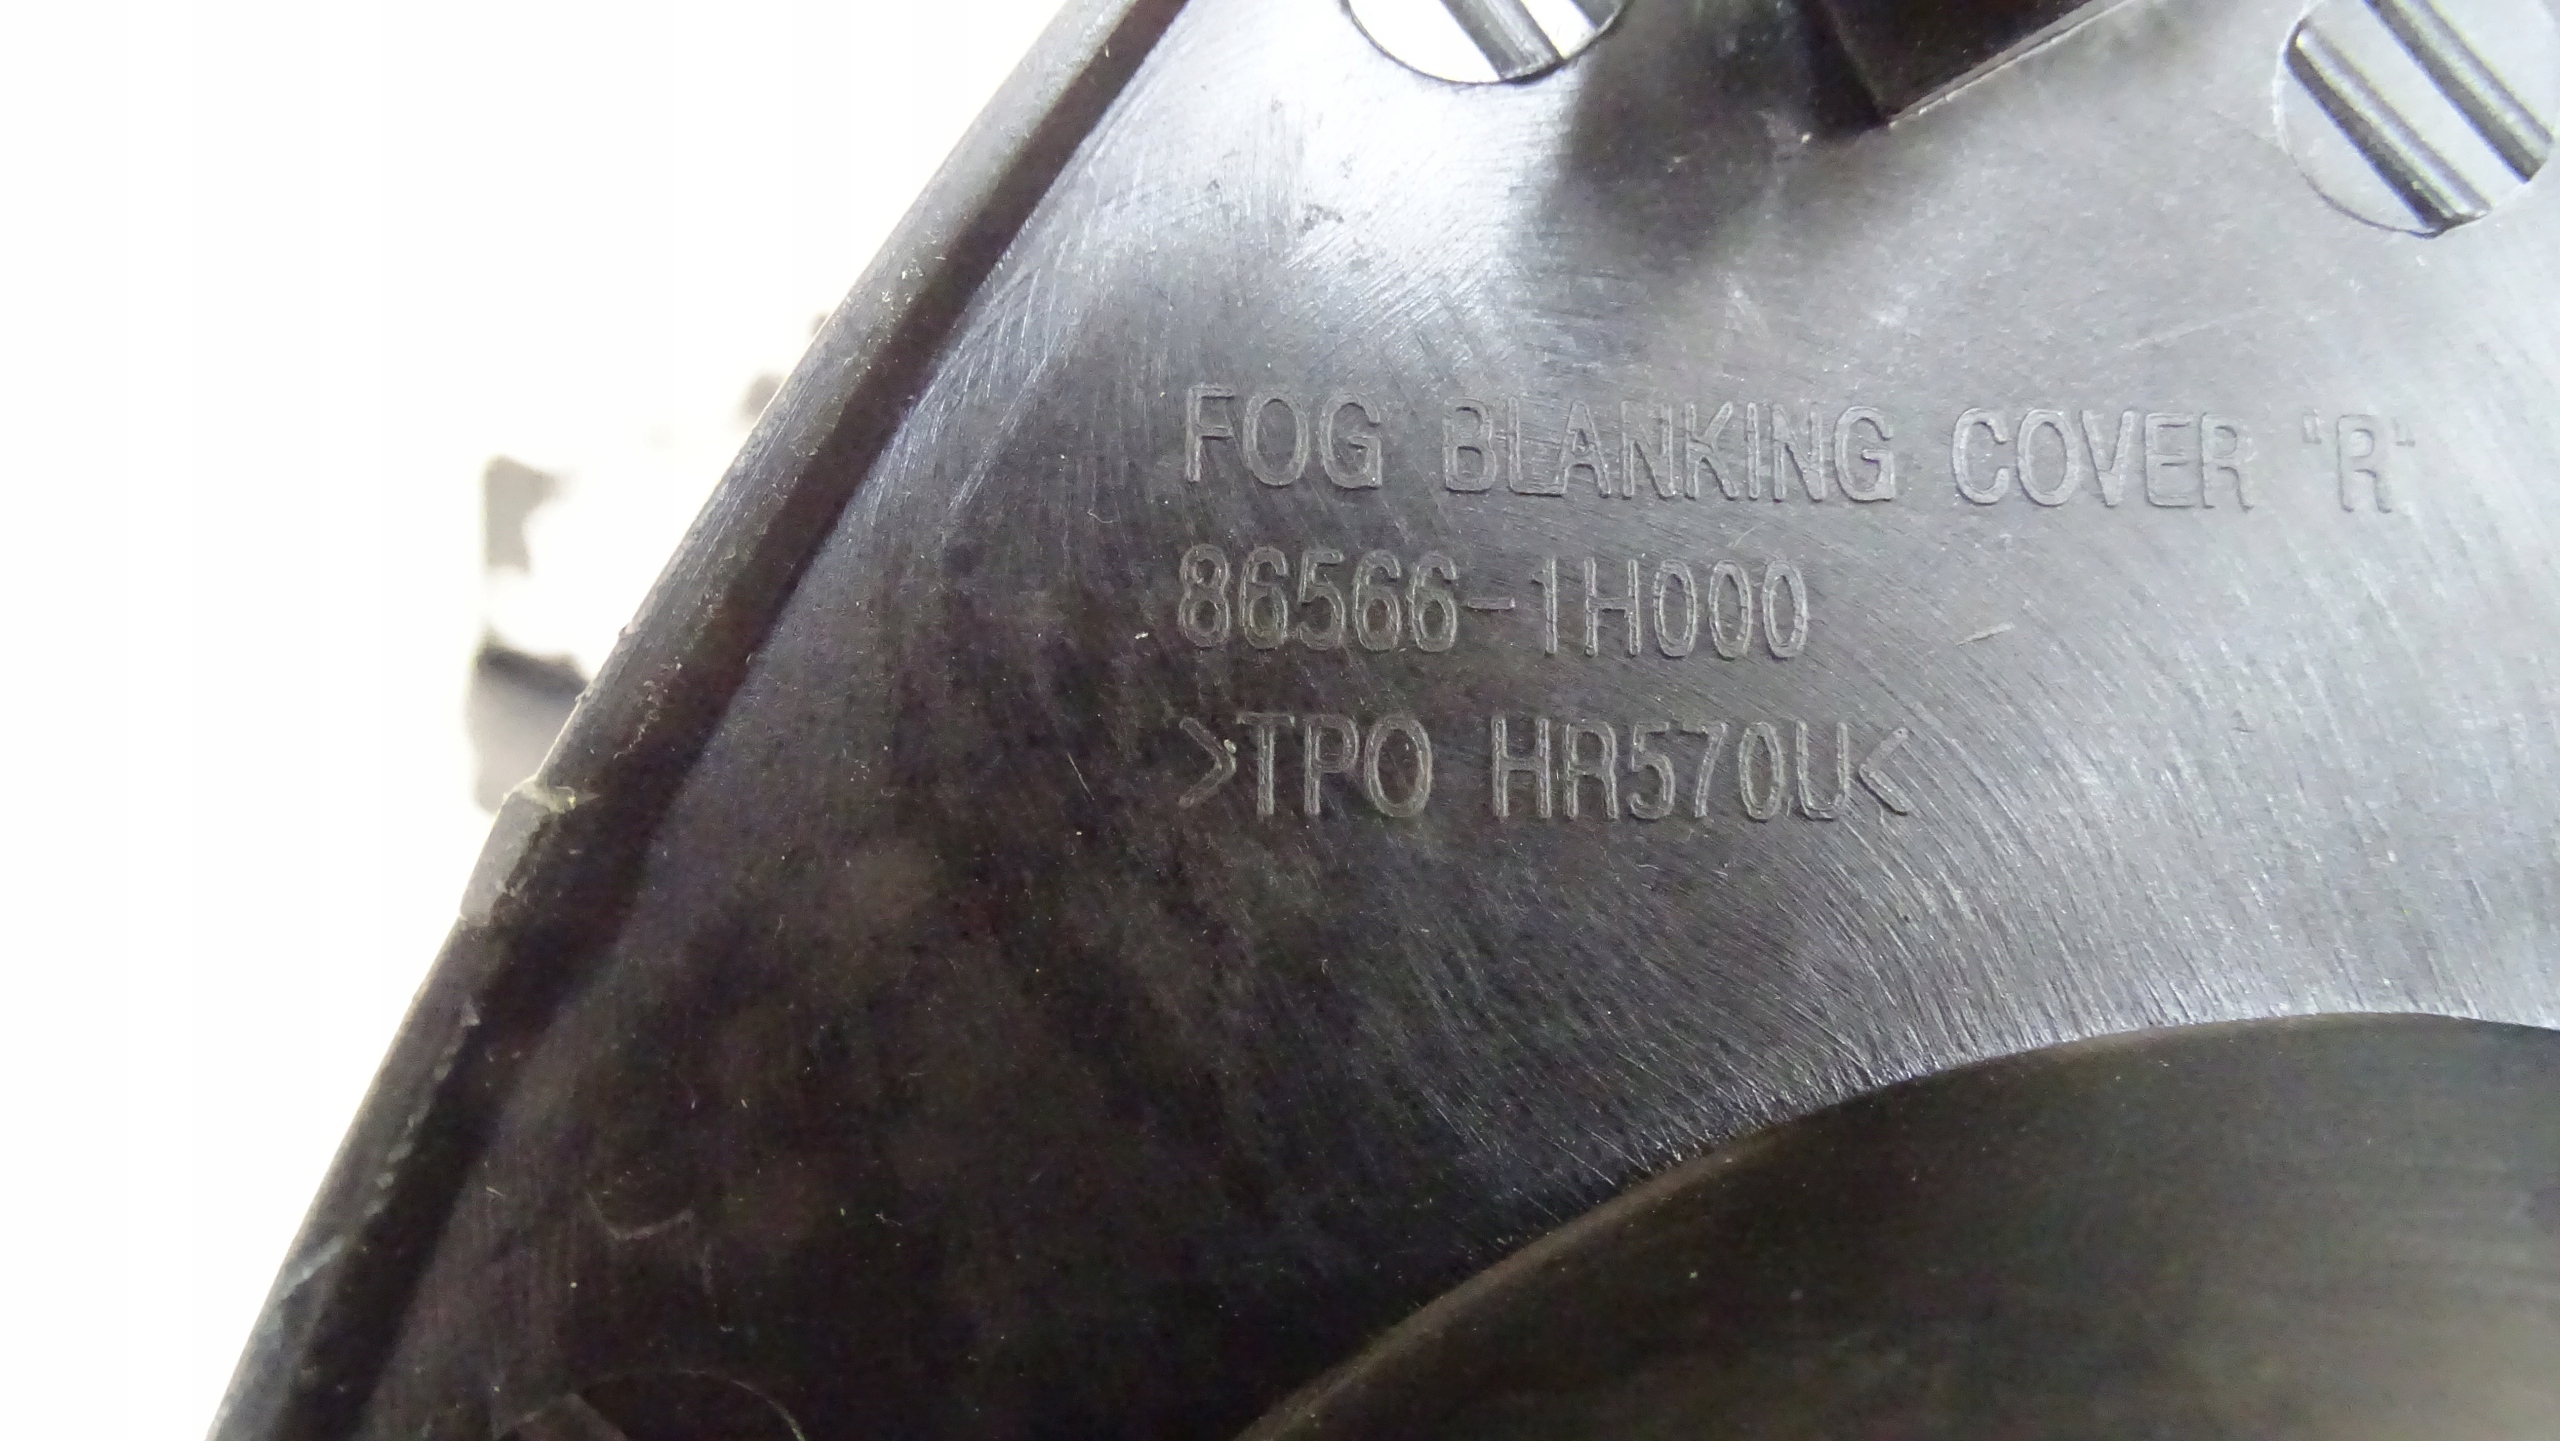 FOG BLANKING COVER "R"
86566-1H000
>TPO HR570U<